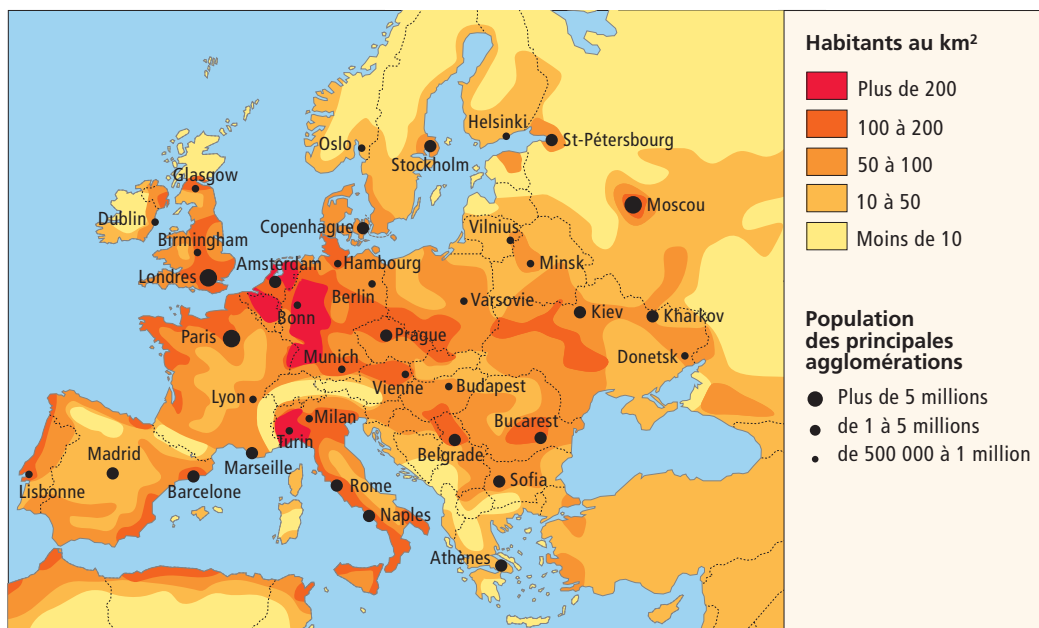 Helsinki
Oslo
St-Pétersbourg
Stockholm
Glasgow
Moscou
Dublin
Copenhague
Vilnius
Birmingham
Amsterdam
Hambourg
Minsk
Londres
Berlin
Varsovie
Bonn
Kiev
Kharkov
Paris
Prague
Munich
Donetsk
Vienne
Budapest
Lyon
Milan
Bucarest
Turin
Madrid
Marseille
Belgrade
Lisbonne
Barcelone
Rome
Sofia
Naples
Athènes
Habitants au km²
Plus de 200
100 à 200
50 à 100
10 à 50
Moins de 10
Population
des principales
agglomérations
Plus de 5 millions
de 1 à 5 millions
de 500 000 à 1 million